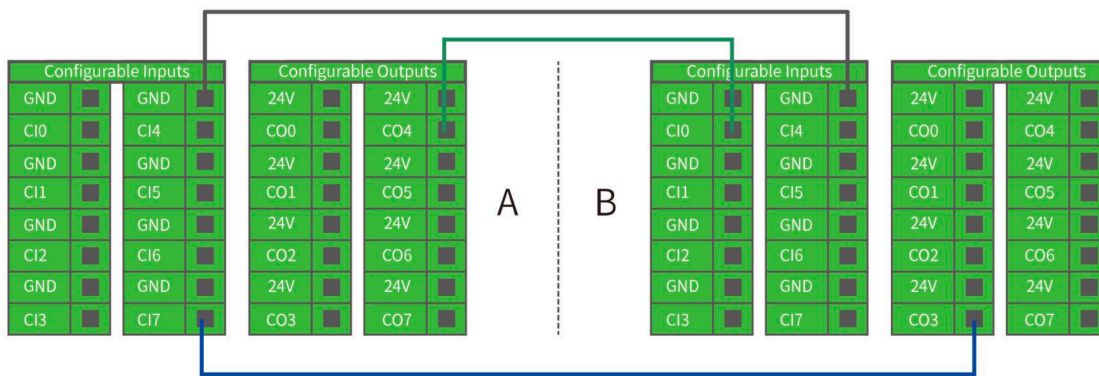 Configurable Inputs Configurable Outputs Configurable Inputs Configurable Outputs
GND GND 24V 24V GND GND 24V 24V
CI0 CI4 CO0 CO4 CI0 CI4 CO0 CO4
GND GND 24V 24V GND GND 24V 24V
CI1 CI5 CO1 CO5 CI1 CI5 CO1 CO5
A B
GND GND 24V 24V GND GND 24V 24V
CI2 CI6 CO2 CO6 CI2 CI6 CO2 CO6
GND GND 24V 24V GND GND 24V 24V
CI3 CI7 CO3 CO7 CI3 CI7 CO3 CO7